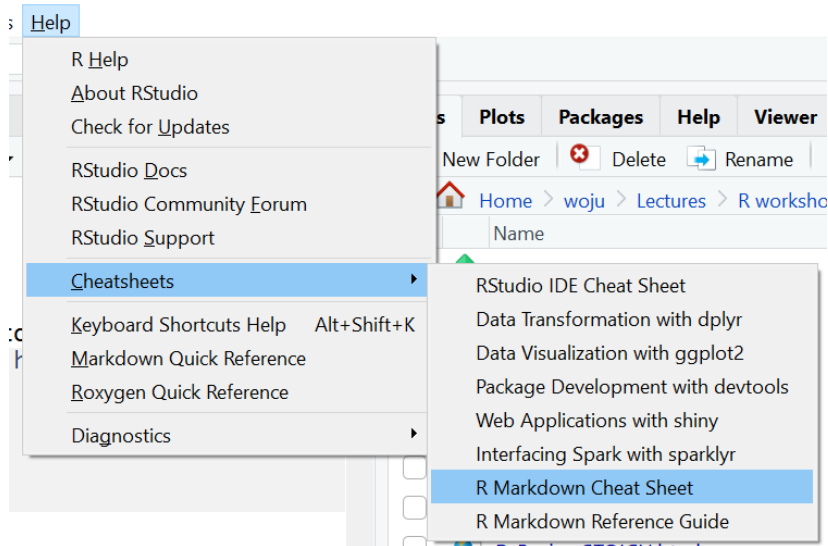 Help
R Help
About RStudio
Check for Updates
RStudio Docs
RStudio Community Forum
RStudio Support
Cheatsheets
Keyboard Shortcuts Help Alt+Shift+K
Markdown Quick Reference
Roxygen Quick Reference
Diagnostics
Plots Packages Help Viewer
New Folder Delete Rename
Home > woju > Lectures > R worksho
Name
RStudio IDE Cheat Sheet
Data Transformation with dplyr
Data Visualization with ggplot2
Package Development with devtools
Web Applications with shiny
Interfacing Spark with sparklyr
R Markdown Cheat Sheet
R Markdown Reference Guide